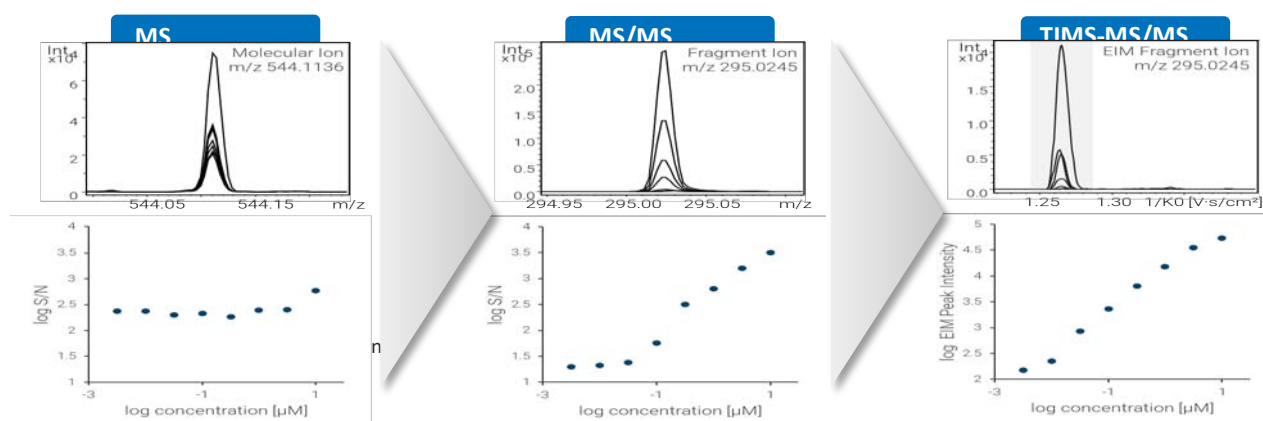 MS
Int.
x10⁴
Molecular Ion
m/z 544.1136
6
4
2
0
544.05
544.15
m/z
4
3.5
3
2.5
2
1.5
1
log S/N
-3
-1
1
log concentration [µM]
n
MS/MS
Int.
Fragment Ion
m/z 295.0245
2.0
1.5
1.0
0.5
0.0
294.95
295.00
295.05
m/z
4
3.5
3
2.5
2
1.5
1
log S/N
-3
-1
1
log concentration [µM]
TIMS-MS/MS
Int.
EIM Fragment Ion
m/z 295.0245
1.5
1.0
0.5
0.0
1.25
1.30
1/K0 [V·s/cm²]
5
4.5
4
3.5
3
2.5
2
log EIM Peak Intensity
-3
-1
1
log concentration [µM]